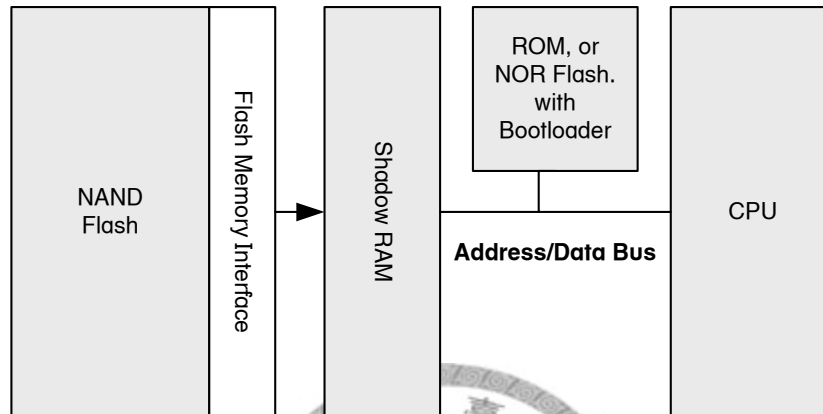 NAND
Flash
Flash Memory Interface
Shadow RAM
ROM, or
NOR Flash.
with
Bootloader
Address/Data Bus
CPU